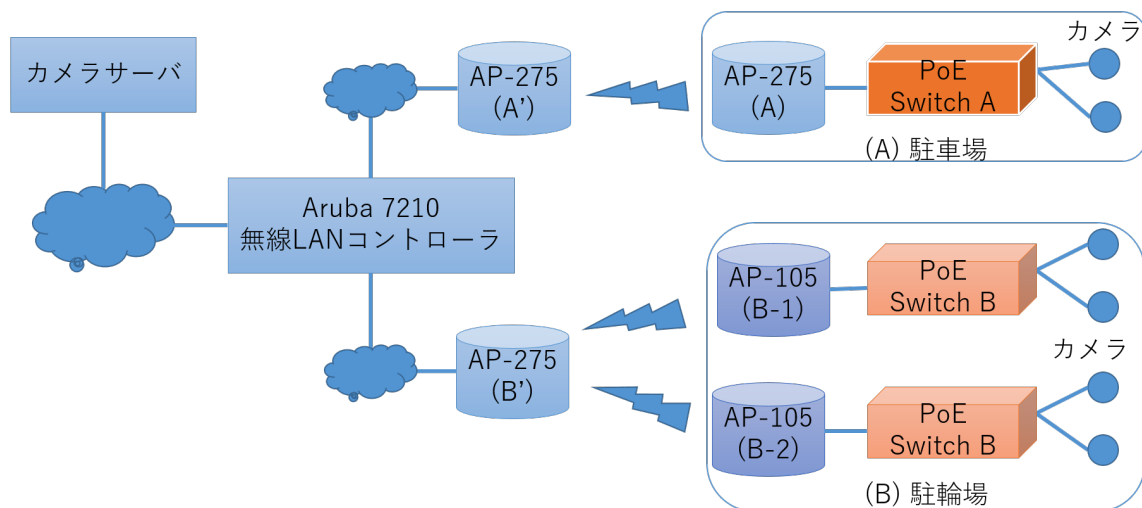 カメラサーバ
Aruba 7210
無線LANコントローラ
AP-275
(A’)
AP-275
(A)
PoE
Switch A
カメラ
(A) 駐車場
AP-275
(B’)
AP-105
(B-1)
PoE
Switch B
カメラ
AP-105
(B-2)
PoE
Switch B
(B) 駐輪場